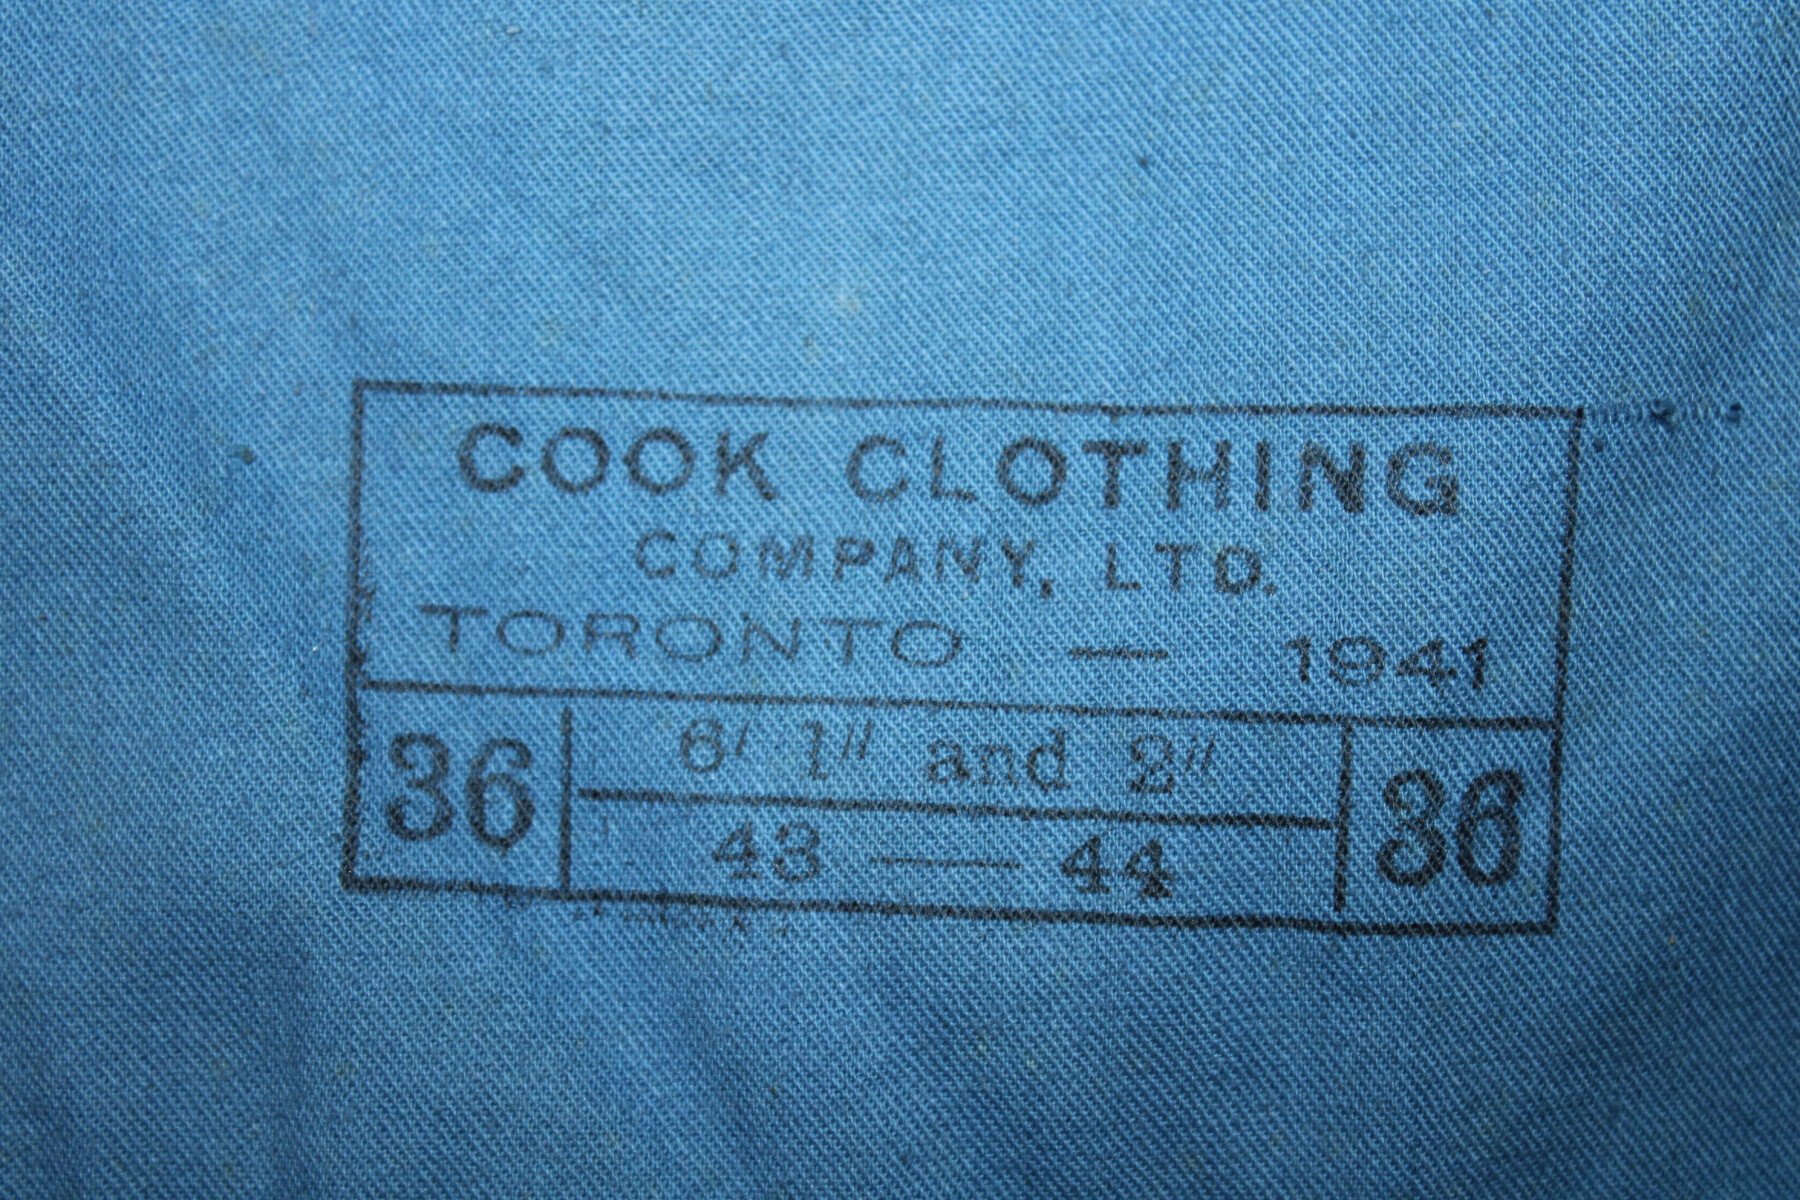 COOK CLOTHING
COMPANY, LTD.
TORONTO — 1941
36 6' 1" and 2" 36
43 — 44